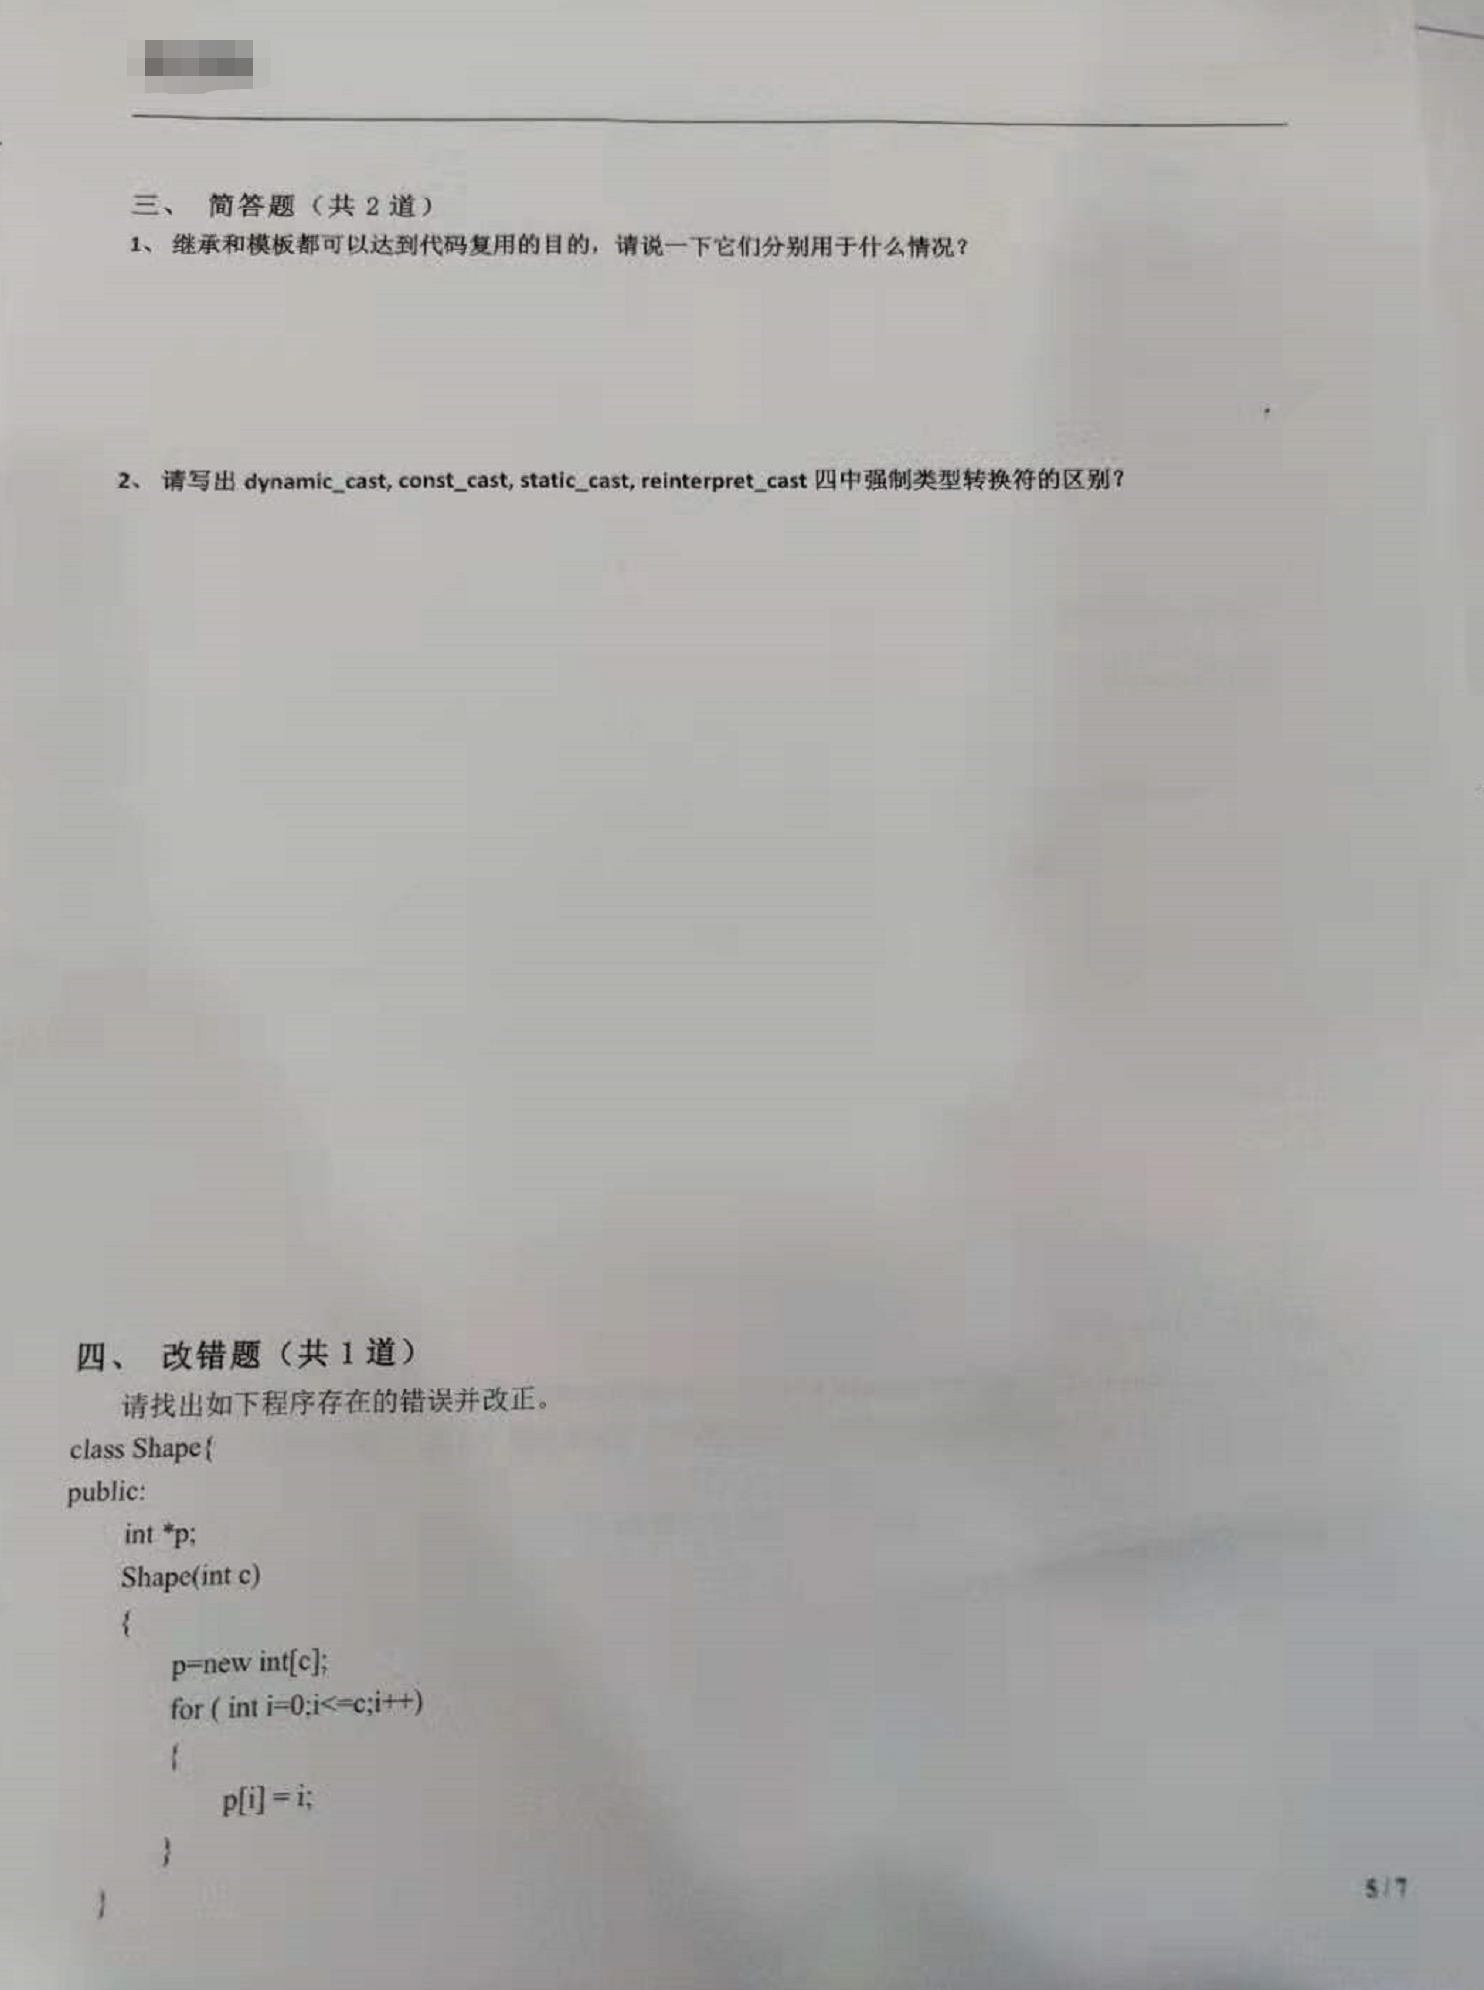 三、 简答题（共 2 道）
1、 继承和模板都可以达到代码复用的目的，请说一下它们分别用于什么情况？
2、 请写出 dynamic_cast, const_cast, static_cast, reinterpret_cast 四中强制类型转换符的区别？
四、 改错题（共 1 道）
请找出如下程序存在的错误并改正。
class Shape{
public:
int *p;
Shape(int c)
{
p=new int[c];
for ( int i=0;i<=c;i++)
{
p[i] = i;
}
}
5 / 7